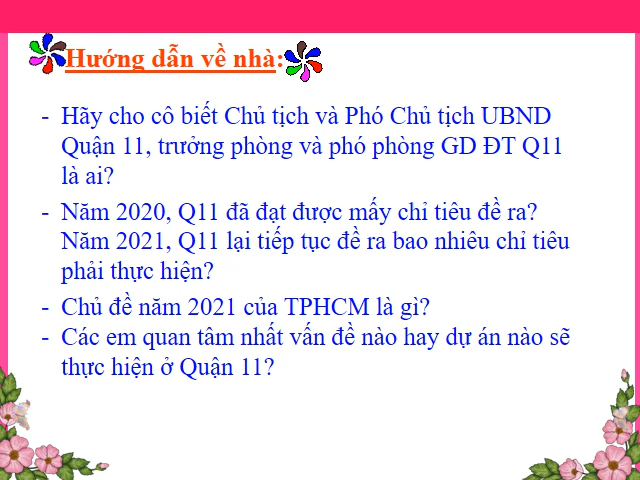 Hướng dẫn về nhà:
- Hãy cho cô biết Chủ tịch và Phó Chủ tịch UBND
Quận 11, trưởng phòng và phó phòng GD ĐT Q11
là ai?
- Năm 2020, Q11 đã đạt được mấy chỉ tiêu đề ra?
Năm 2021, Q11 lại tiếp tục đề ra bao nhiêu chỉ tiêu
phải thực hiện?
- Chủ đề năm 2021 của TPHCM là gì?
- Các em quan tâm nhất vấn đề nào hay dự án nào sẽ
thực hiện ở Quận 11?